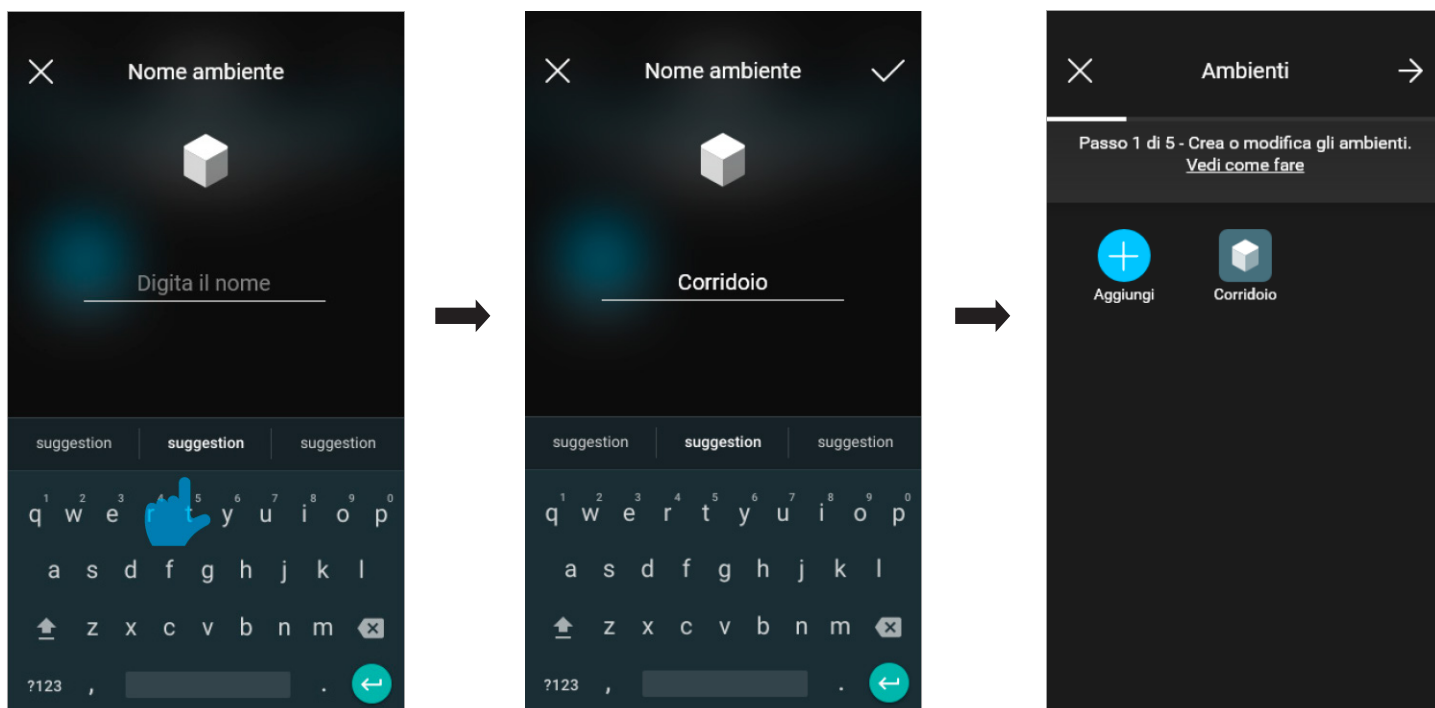 Nome ambiente
Digita il nome
suggestion suggestion suggestion
1 2 3 4 5 6 7 8 9 0
q w e r t y u i o p
a s d f g h j k l
z x c v b n m
?123 , .
Nome ambiente
Corridoio
suggestion suggestion suggestion
1 2 3 4 5 6 7 8 9 0
q w e r t y u i o p
a s d f g h j k l
z x c v b n m
?123 , .
Ambienti
Passo 1 di 5 - Crea o modifica gli ambienti.
Vedi come fare
Aggiungi Corridoio